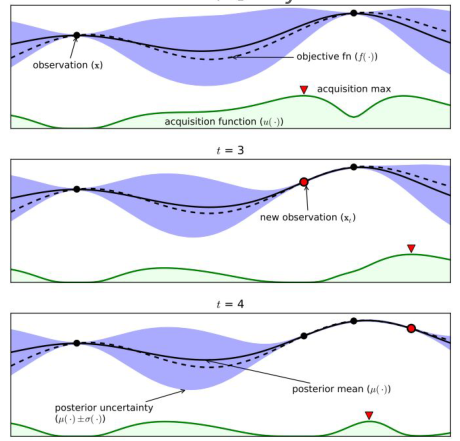 observation (x)
objective fn (f(·))
acquisition max
acquisition function (u(·))
t = 3
new observation (xₜ)
t = 4
posterior mean (μ(·))
posterior uncertainty
(μ(·)±σ(·))